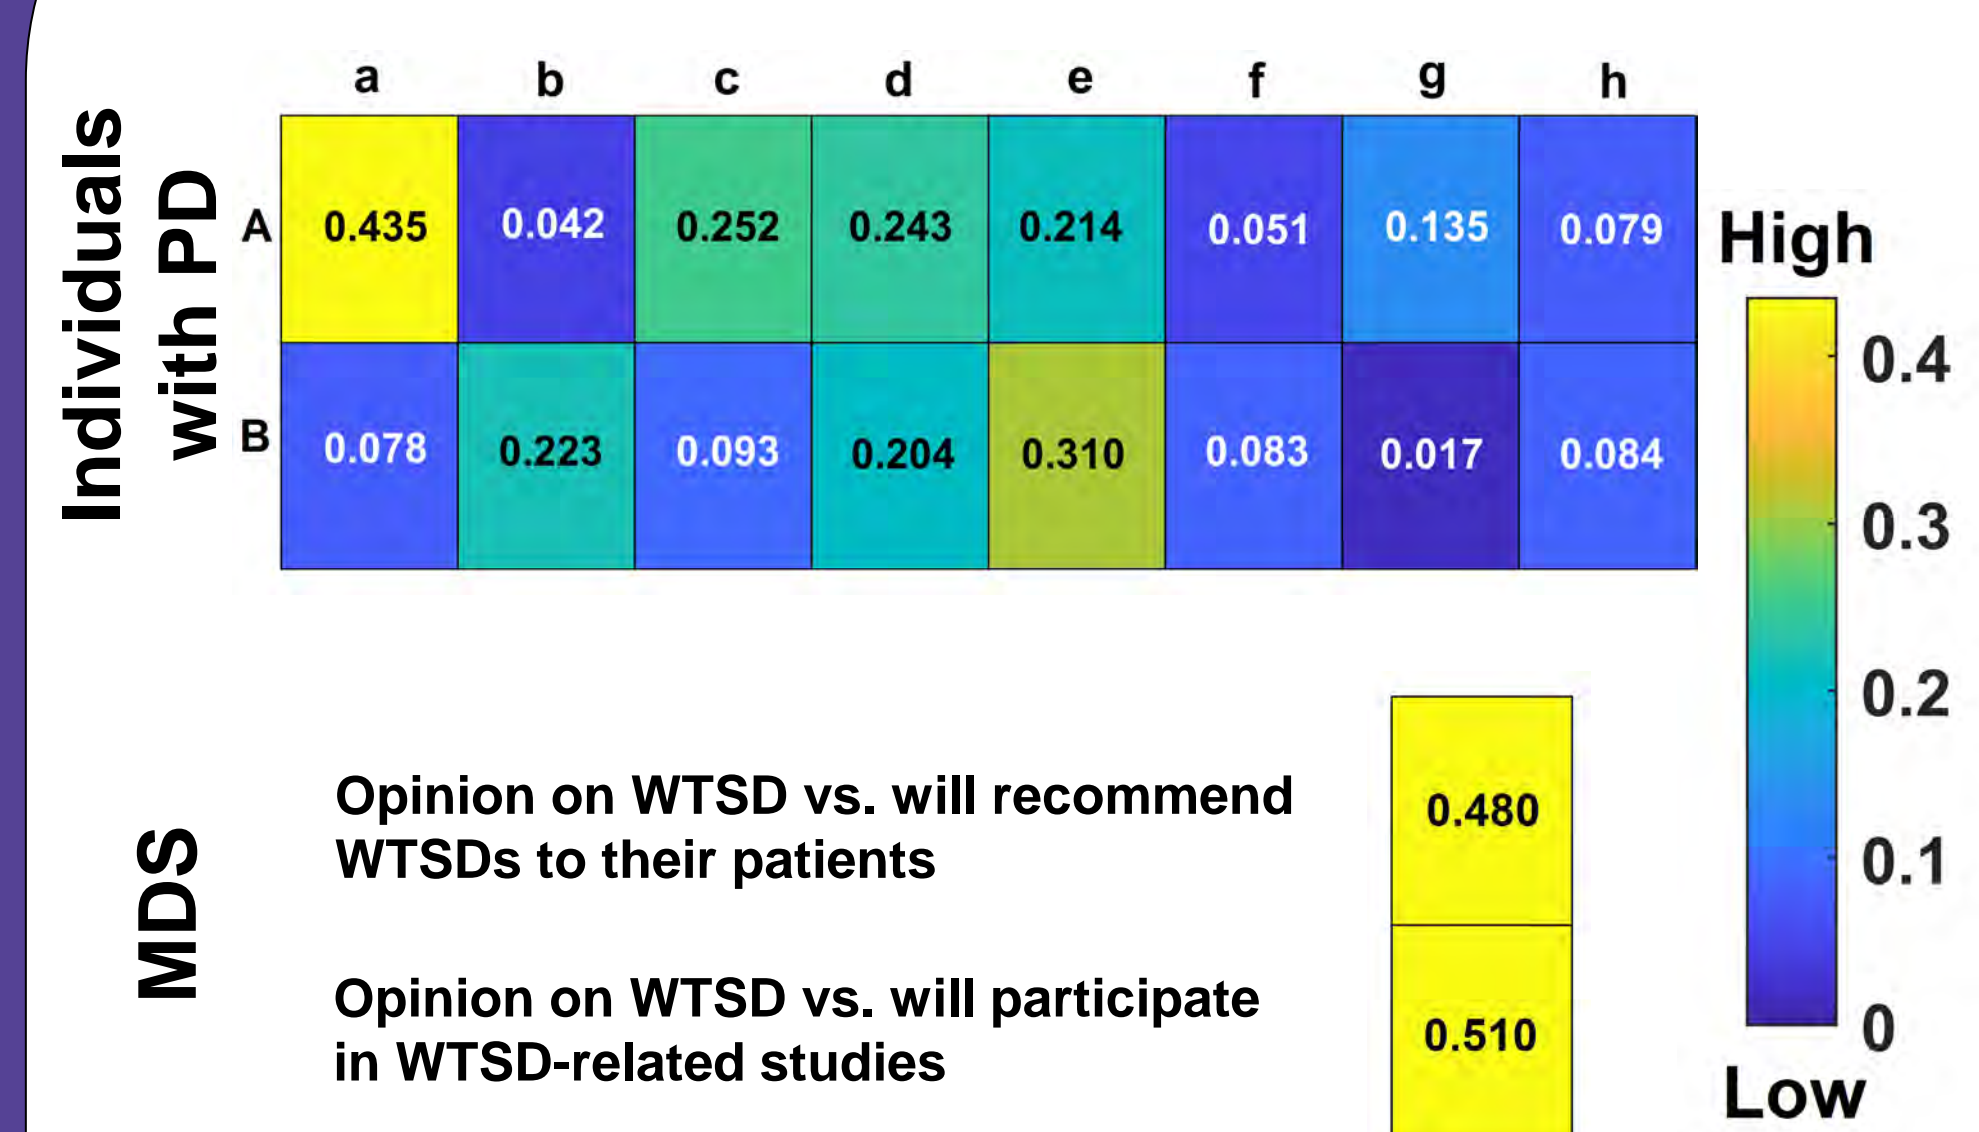 a b c d e f g h
Individuals
with PD
A 0.435 0.042 0.252 0.243 0.214 0.051 0.135 0.079
B 0.078 0.223 0.093 0.204 0.310 0.083 0.017 0.084
High
0.4
0.3
0.2
0.1
0
Low
MDS
Opinion on WTSD vs. will recommend
WTSDs to their patients
0.480
Opinion on WTSD vs. will participate
in WTSD-related studies
0.510